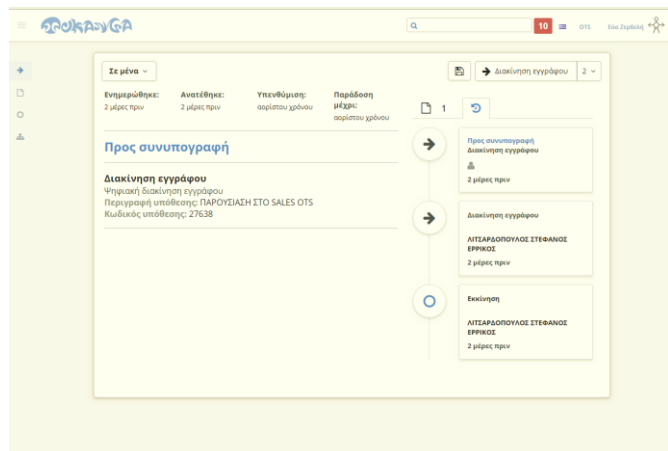 10
OTS
Εύα Ζερβελή
Σε μένα
Διακίνηση εγγράφου
2
Ενημερώθηκε:
2 μέρες πριν
Ανατέθηκε:
2 μέρες πριν
Υπενθύμιση:
αορίστου χρόνου
Παράδοση
μέχρι:
αορίστου χρόνου
1
Προς συνυπογραφή
Διακίνηση εγγράφου
Ψηφιακή διακίνηση εγγράφου
Περιγραφή υπόθεσης: ΠΑΡΟΥΣΙΑΣΗ ΣΤΟ SALES OTS
Κωδικός υπόθεσης: 27638
Προς συνυπογραφή
Διακίνηση εγγράφου
2 μέρες πριν
Διακίνηση εγγράφου
ΛΙΤΣΑΡΔΟΠΟΥΛΟΣ ΣΤΕΦΑΝΟΣ
ΕΡΡΙΚΟΣ
2 μέρες πριν
Εκκίνηση
ΛΙΤΣΑΡΔΟΠΟΥΛΟΣ ΣΤΕΦΑΝΟΣ
ΕΡΡΙΚΟΣ
2 μέρες πριν